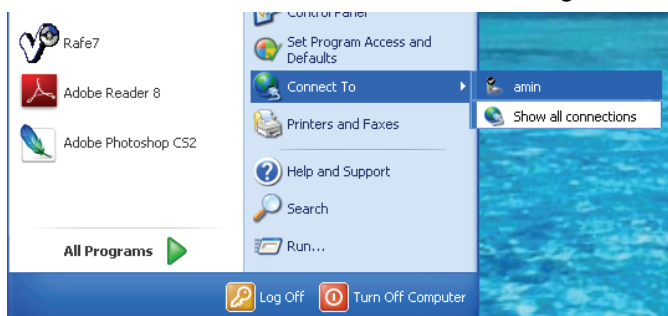 Rafe7
Adobe Reader 8
Adobe Photoshop CS2
All Programs
Control Panel
Set Program Access and
Defaults
Connect To
Printers and Faxes
Help and Support
Search
Run...
amin
Show all connections
Log Off
Turn Off Computer